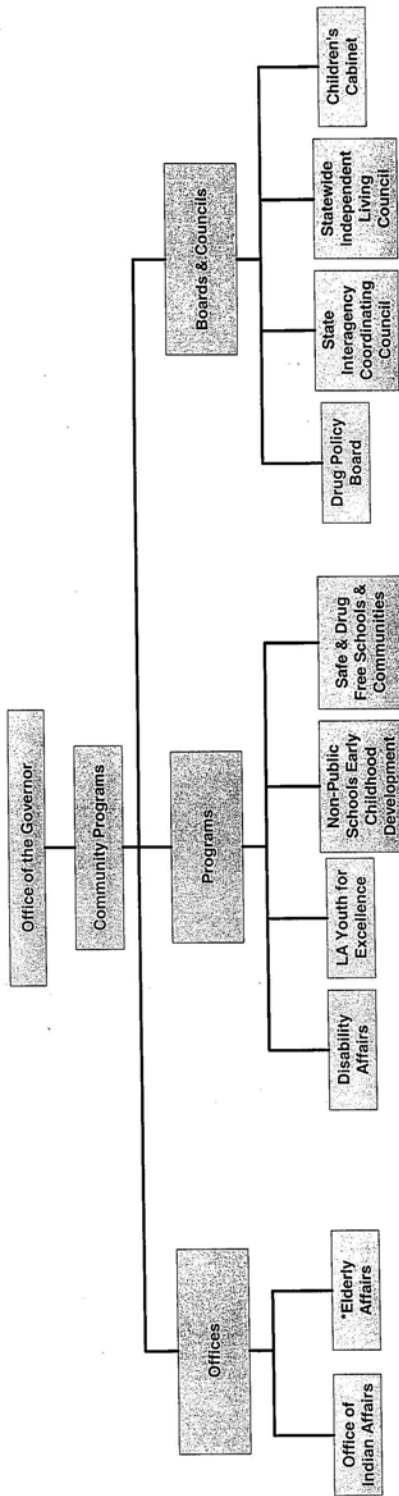 Office of the Governor
Community Programs
Offices
Programs
Boards & Councils
Office of
Indian Affairs
*Elderly
Affairs
Disability
Affairs
LA Youth for
Excellence
Non-Public
Schools Early
Childhood
Development
Safe & Drug
Free Schools &
Communities
Drug Policy
Board
State
Interagency
Coordinating
Council
Statewide
Independent
Living
Council
Children's
Cabinet